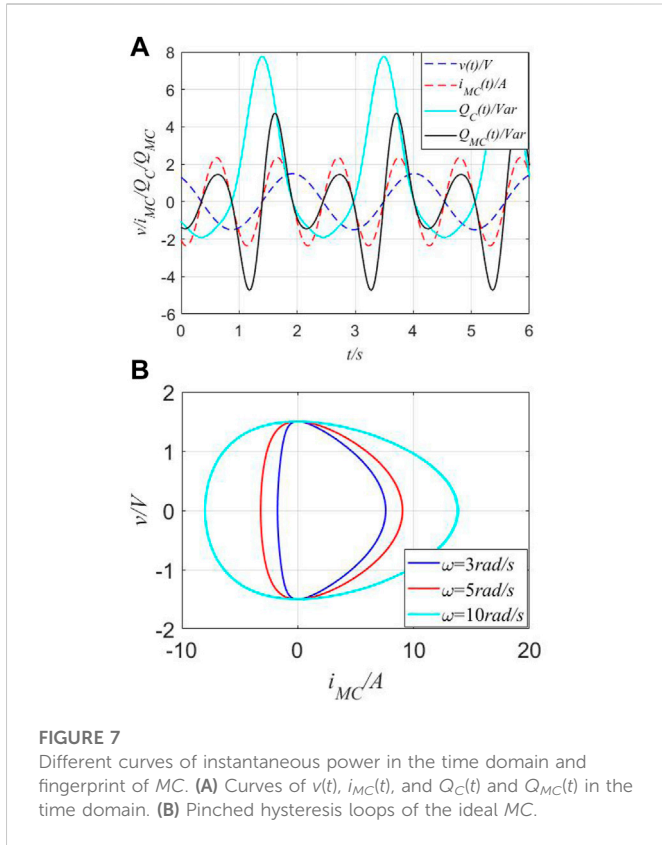 A
8
6
4
2
0
-2
-4
-6
v/i_MC/Q_C/Q_MC
v(t)/V
i_MC(t)/A
Q_C(t)/Var
Q_MC(t)/Var
0 1 2 3 4 5 6
t/s
B
2
1
0
-1
-2
v/V
ω=3rad/s
ω=5rad/s
ω=10rad/s
-10 0 10 20
i_MC/A
FIGURE 7
Different curves of instantaneous power in the time domain and
fingerprint of MC. (A) Curves of v(t), i_MC(t), and Q_C(t) and Q_MC(t) in the
time domain. (B) Pinched hysteresis loops of the ideal MC.